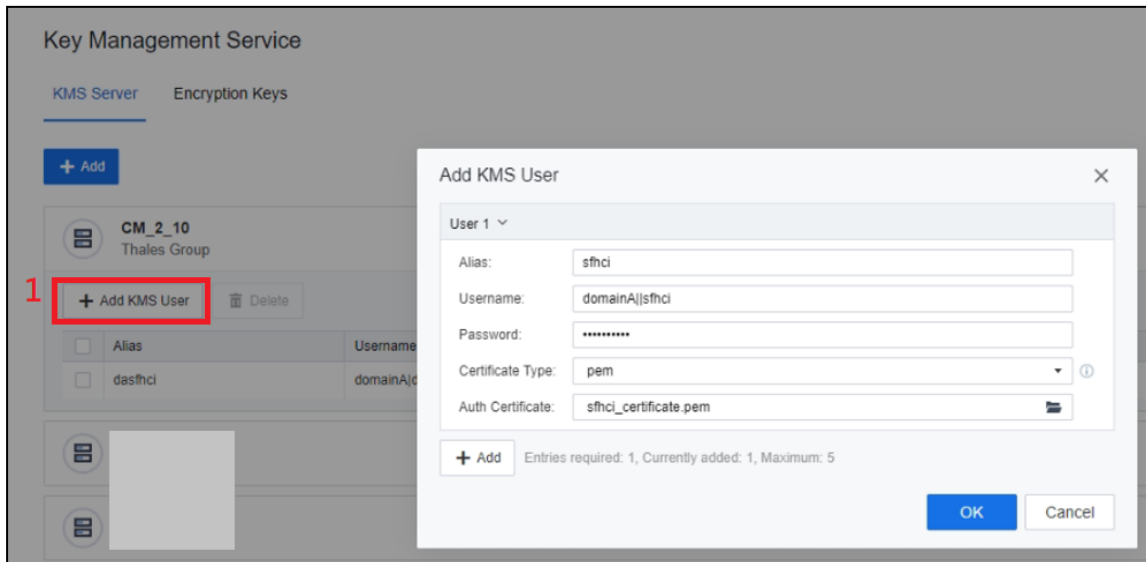 Key Management Service
KMS Server Encryption Keys
+ Add
CM_2_10
Thales Group
1
+ Add KMS User Delete
Alias Username
dasfhci domainA|d
Add KMS User
User 1
Alias: sfhci
Username: domainA||sfhci
Password: ••••••••••
Certificate Type: pem
Auth Certificate: sfhci_certificate.pem
+ Add Entries required: 1, Currently added: 1, Maximum: 5
OK Cancel